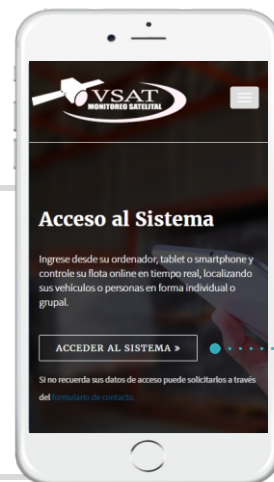 VSAT
MONITOREO SATELITAL
Acceso al Sistema
Ingrese desde su ordenador, tablet o smartphone y
controle su flota online en tiempo real, localizando
sus vehículos o personas en forma individual o
grupal.
ACCEDER AL SISTEMA »
Si no recuerda sus datos de acceso puede solicitarlos a través
del formulario de contacto.